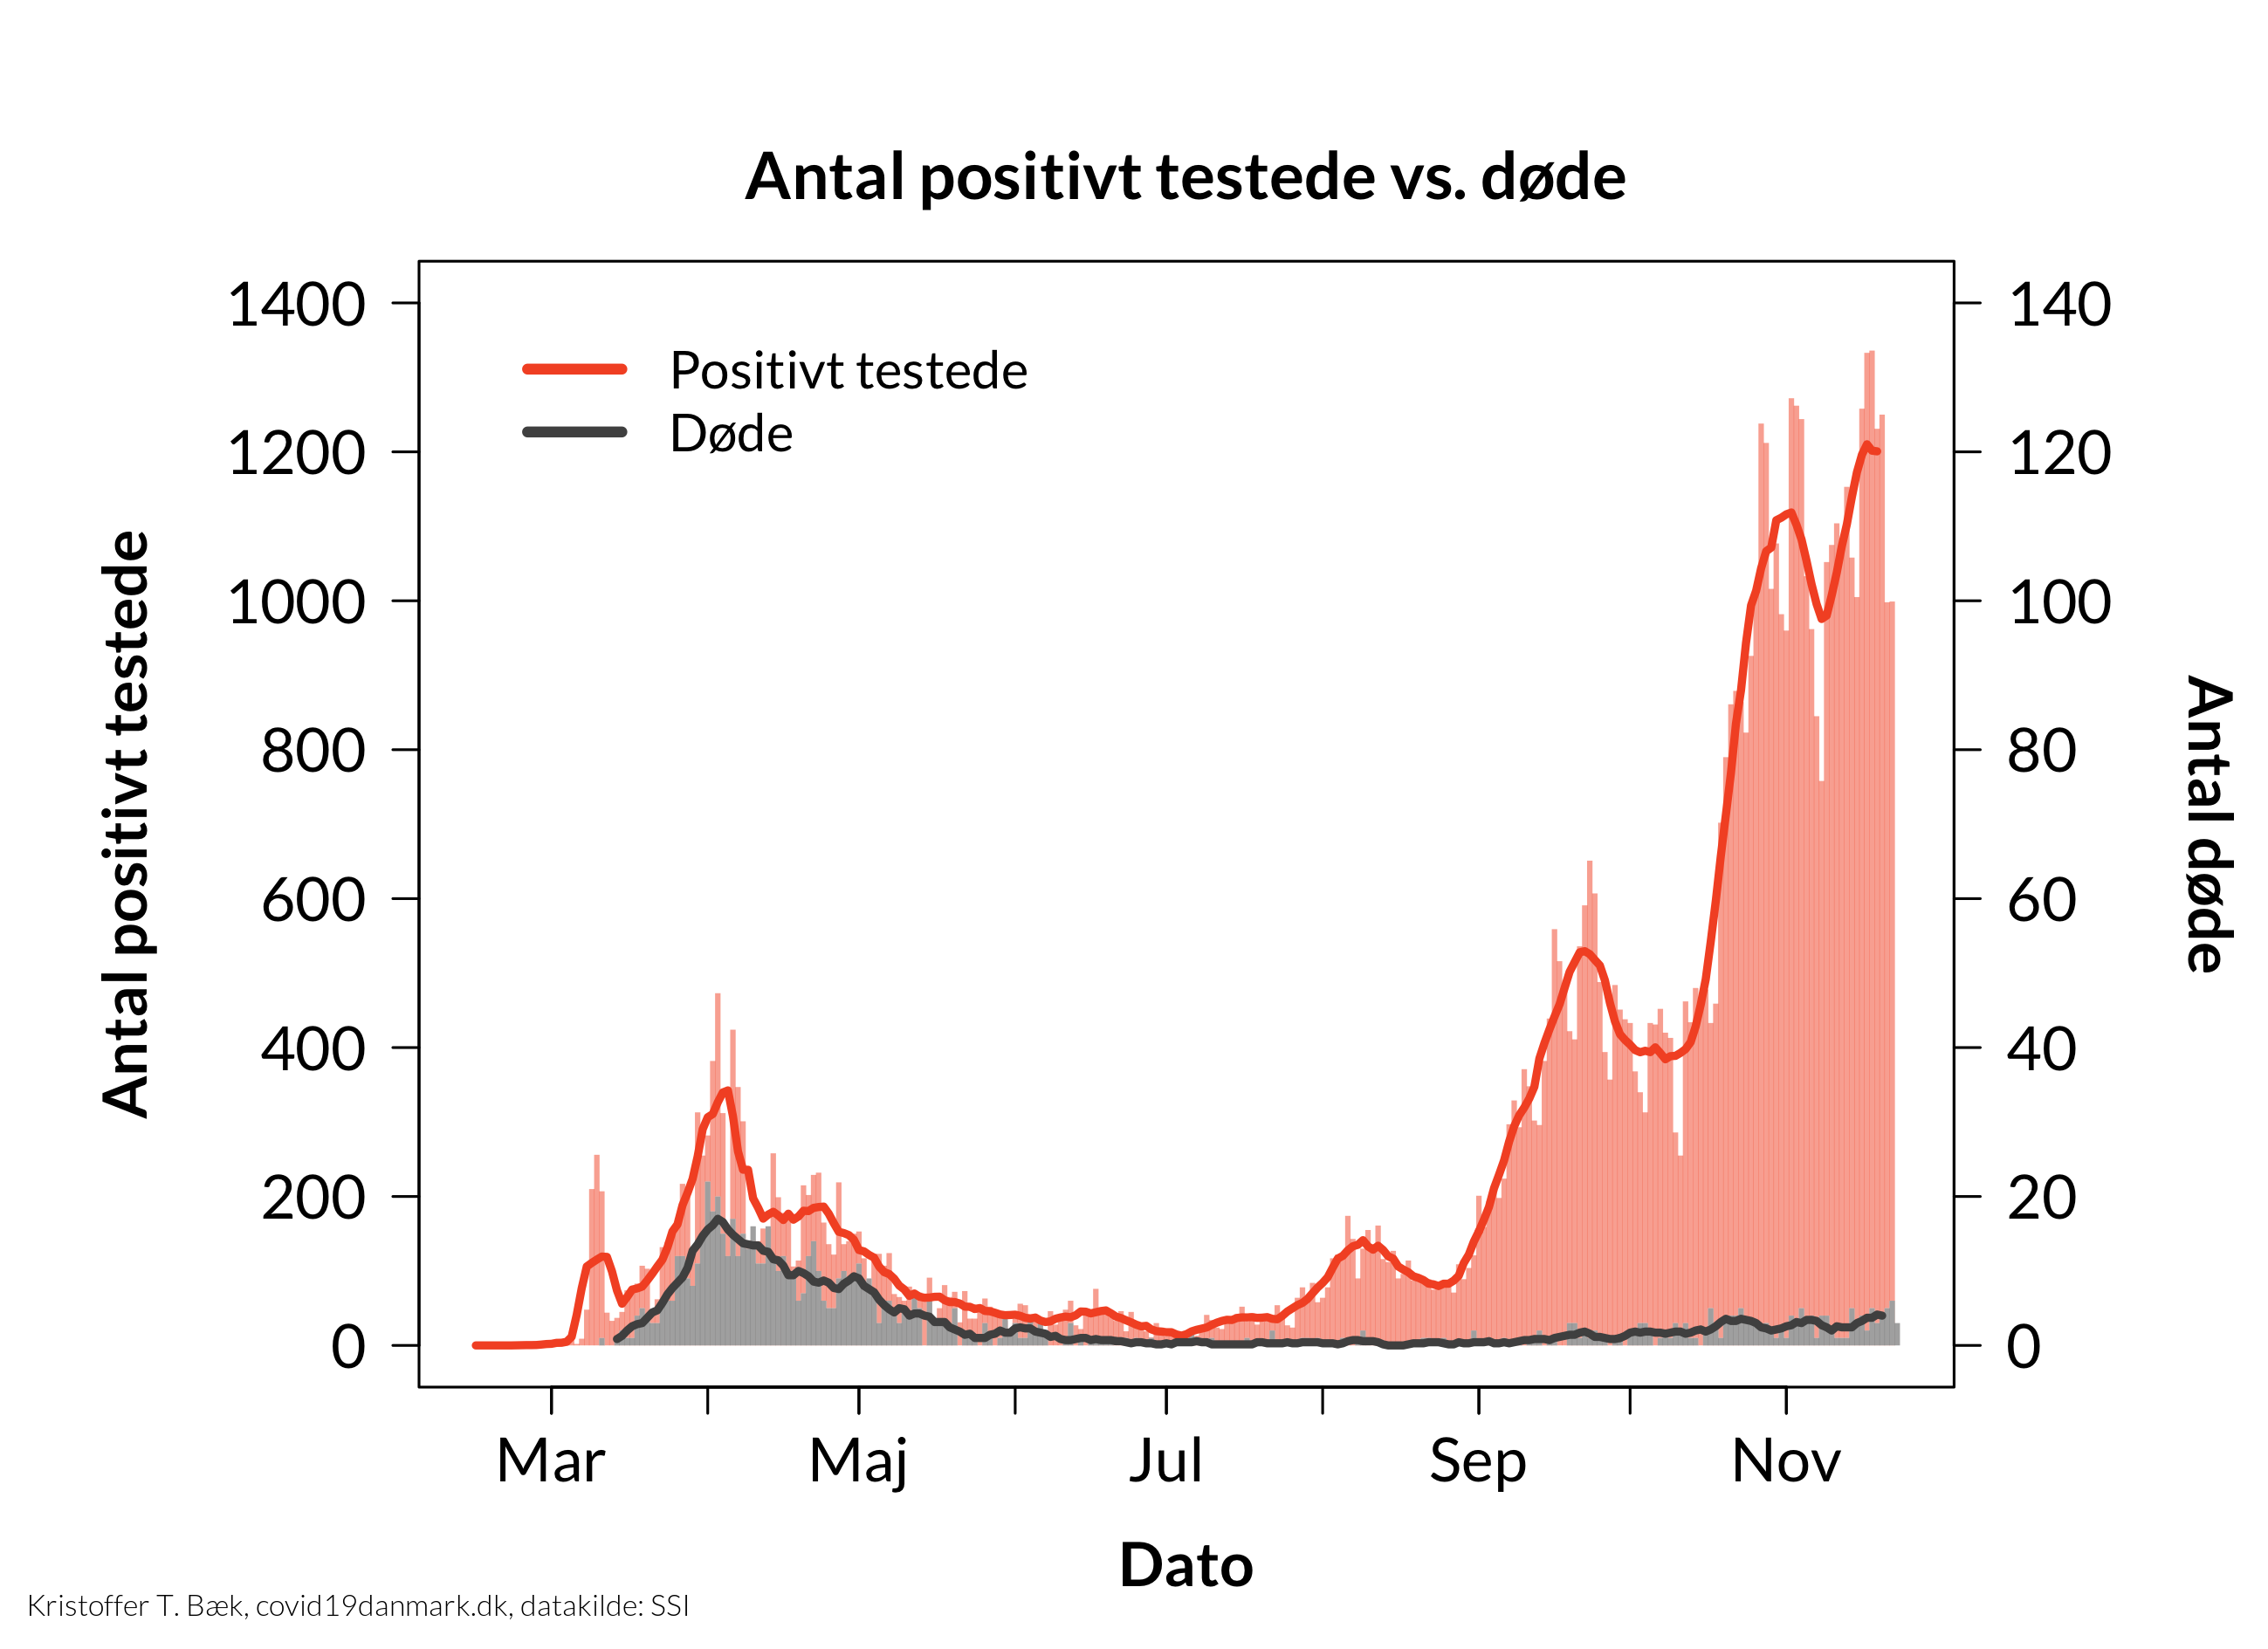 Antal positivt testede vs. døde
Positivt testede
Døde
Antal positivt testede
1400
1200
1000
800
600
400
200
0
140
120
100
80
60
40
20
0
Antal døde
Mar
Maj
Jul
Sep
Nov
Dato
Kristoffer T. Bæk, covid19danmark.dk, datakilde: SSI